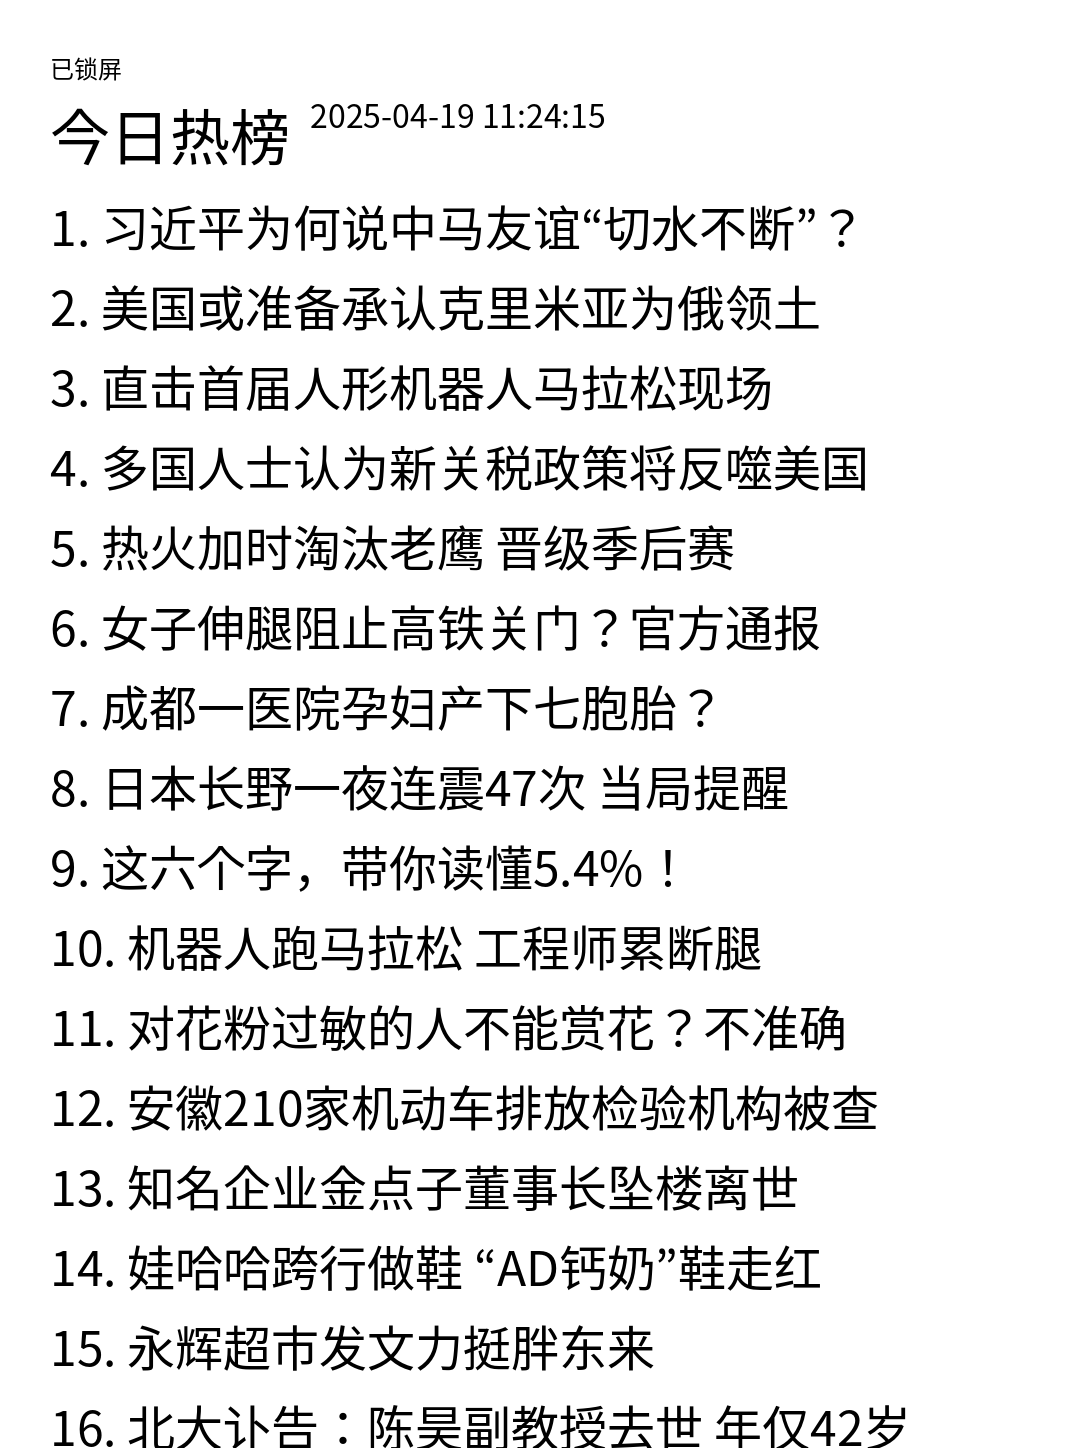 已锁屏
今日热榜 2025-04-19 11:24:15
1. 习近平为何说中马友谊“切水不断”？
2. 美国或准备承认克里米亚为俄领土
3. 直击首届人形机器人马拉松现场
4. 多国人士认为新关税政策将反噬美国
5. 热火加时淘汰老鹰 晋级季后赛
6. 女子伸腿阻止高铁关门？官方通报
7. 成都一医院孕妇产下七胞胎？
8. 日本长野一夜连震47次 当局提醒
9. 这六个字，带你读懂5.4%！
10. 机器人跑马拉松 工程师累断腿
11. 对花粉过敏的人不能赏花？不准确
12. 安徽210家机动车排放检验机构被查
13. 知名企业金点子董事长坠楼离世
14. 娃哈哈跨行做鞋 “AD钙奶”鞋走红
15. 永辉超市发文力挺胖东来
16. 北大讣告：陈昊副教授去世 年仅42岁